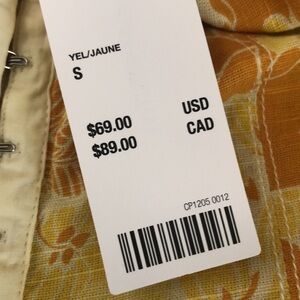 YEL/JAUNE
S
$69.00 USD
$89.00 CAD
CP1205 0012